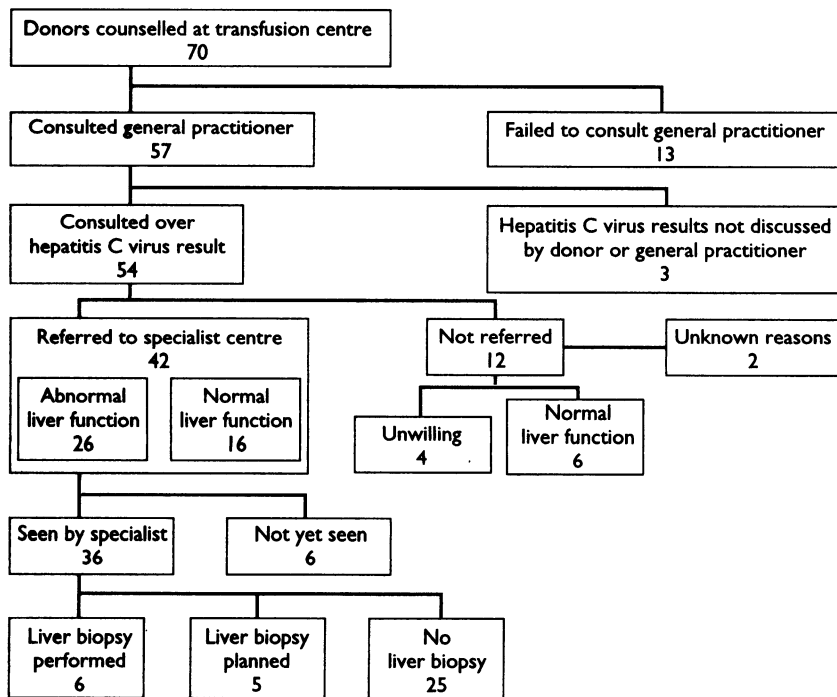 Donors counselled at transfusion centre
70
Consulted general practitioner
57
Failed to consult general practitioner
13
Consulted over
hepatitis C virus result
54
Hepatitis C virus results not discussed
by donor or general practitioner
3
Referred to specialist centre
42
Abnormal
liver function
26
Normal
liver function
16
Not referred
12
Unknown reasons
2
Unwilling
4
Normal
liver function
6
Seen by specialist
36
Not yet seen
6
Liver biopsy
performed
6
Liver biopsy
planned
5
No
liver biopsy
25